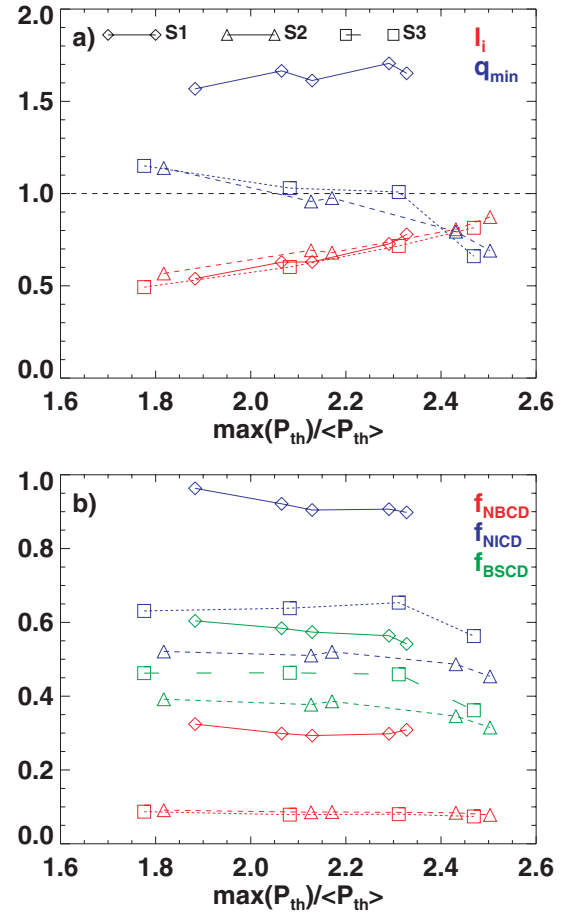 2.0
a)
S1
S2
S3
l_i
q_min
1.5
1.0
0.5
0.0
1.6 1.8 2.0 2.2 2.4 2.6
max(P_th)/<P_th>
1.0
b)
f_NBCD
f_NICD
f_BSCD
0.8
0.6
0.4
0.2
0.0
1.6 1.8 2.0 2.2 2.4 2.6
max(P_th)/<P_th>